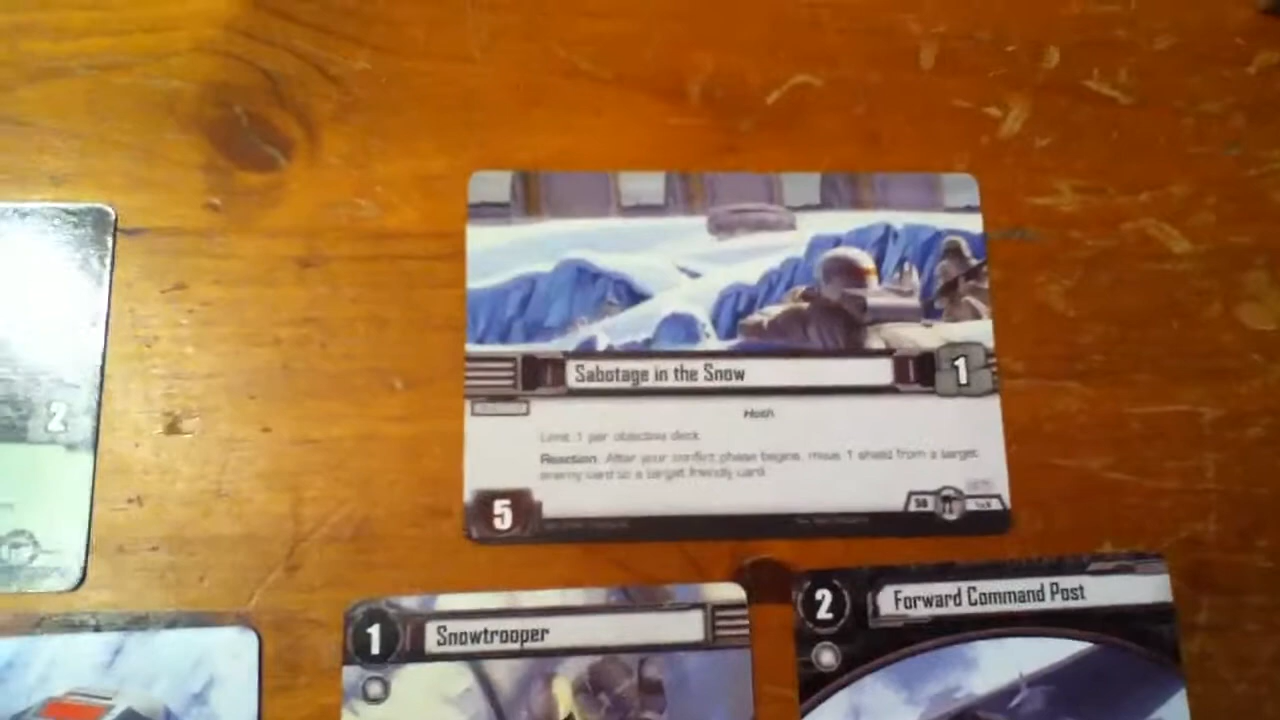 2
Sabotage in the Snow
1
Hoth
Limit 1 per objective deck.
Reaction: After your conflict phase begins, move 1 shield from a target
enemy card to a target friendly card.
5
1
Snowtrooper
2
Forward Command Post